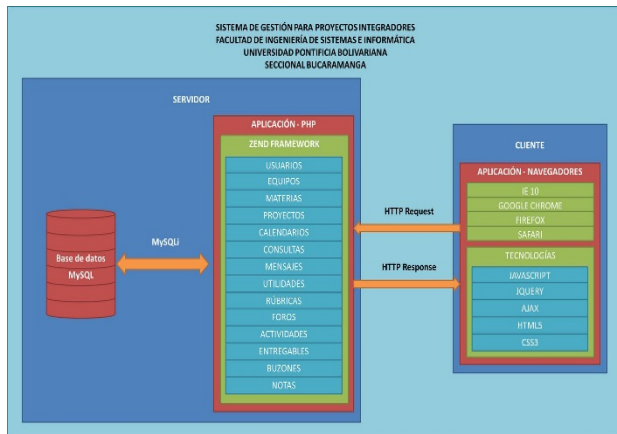 SISTEMA DE GESTIÓN PARA PROYECTOS INTEGRADORES
FACULTAD DE INGENIERÍA DE SISTEMAS E INFORMÁTICA
UNIVERSIDAD PONTIFICIA BOLIVARIANA
SECCIONAL BUCARAMANGA
SERVIDOR
Base de datos
MySQL
MySQLi
APLICACIÓN - PHP
ZEND FRAMEWORK
USUARIOS
EQUIPOS
MATERIAS
PROYECTOS
CALENDARIOS
CONSULTAS
MENSAJES
UTILIDADES
RÚBRICAS
FOROS
ACTIVIDADES
ENTREGABLES
BUZONES
NOTAS
HTTP Request
HTTP Response
CLIENTE
APLICACIÓN - NAVEGADORES
IE 10
GOOGLE CHROME
FIREFOX
SAFARI
TECNOLOGÍAS
JAVASCRIPT
JQUERY
AJAX
HTML5
CSS3